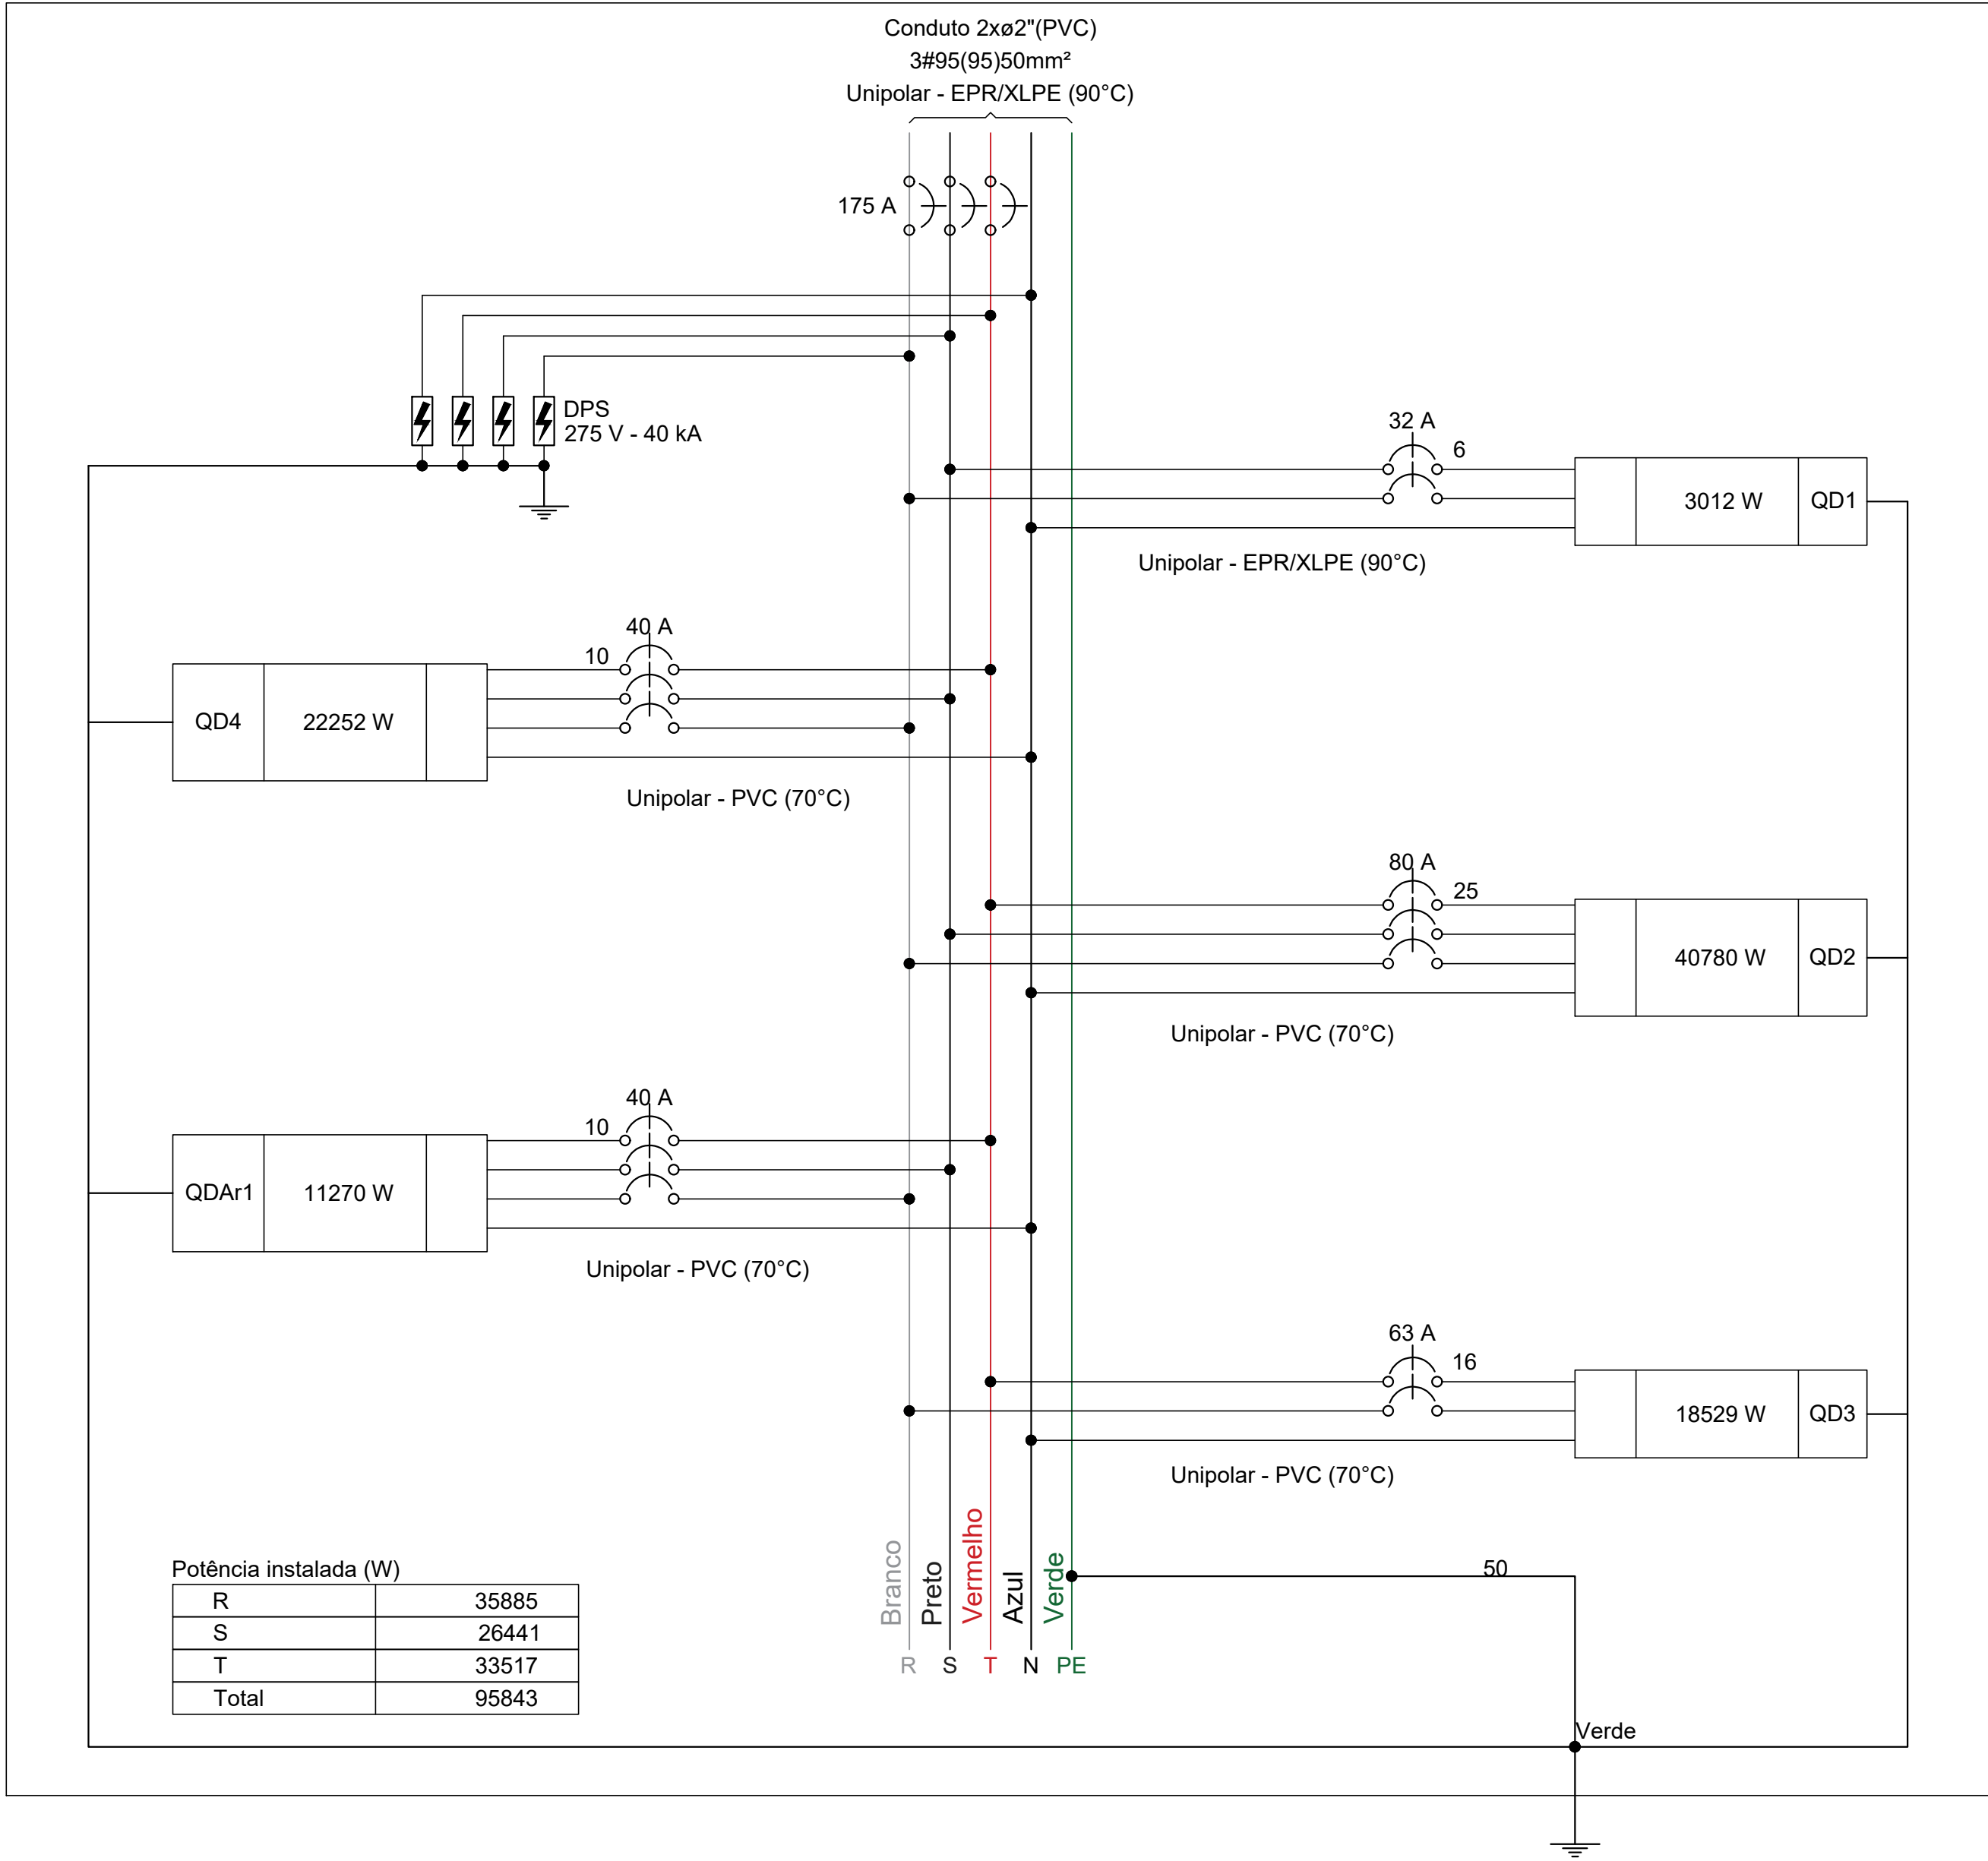 Conduto 2xø2"(PVC)
3#95(95)50mm²
Unipolar - EPR/XLPE (90°C)
175 A
DPS
275 V - 40 kA
32 A
6
3012 W
QD1
Unipolar - EPR/XLPE (90°C)
40 A
10
QD4
22252 W
Unipolar - PVC (70°C)
80 A
25
40780 W
QD2
Unipolar - PVC (70°C)
40 A
10
QDAr1
11270 W
Unipolar - PVC (70°C)
63 A
16
18529 W
QD3
Unipolar - PVC (70°C)
Potência instalada (W)
R 35885
S 26441
T 33517
Total 95843
Branco
Preto
Vermelho
Azul
Verde
R S T N PE
50
Verde